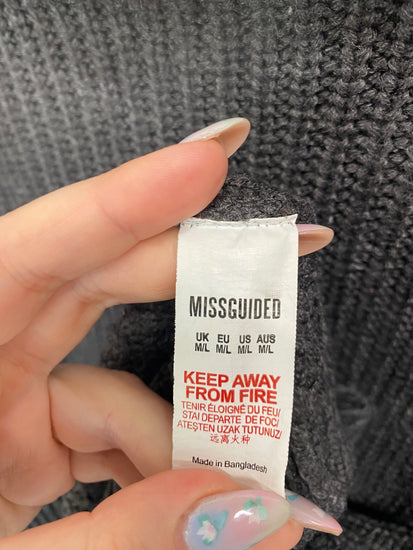 MISSGUIDED
UK EU US AUS
M/L M/L M/L M/L
KEEP AWAY
FROM FIRE
TENIR ÉLOIGNÉ DU FEU/
STAI DEPARTE DE FOC/
ATEŞTEN UZAK TUTUNUZ/
远离火种
Made in Bangladesh